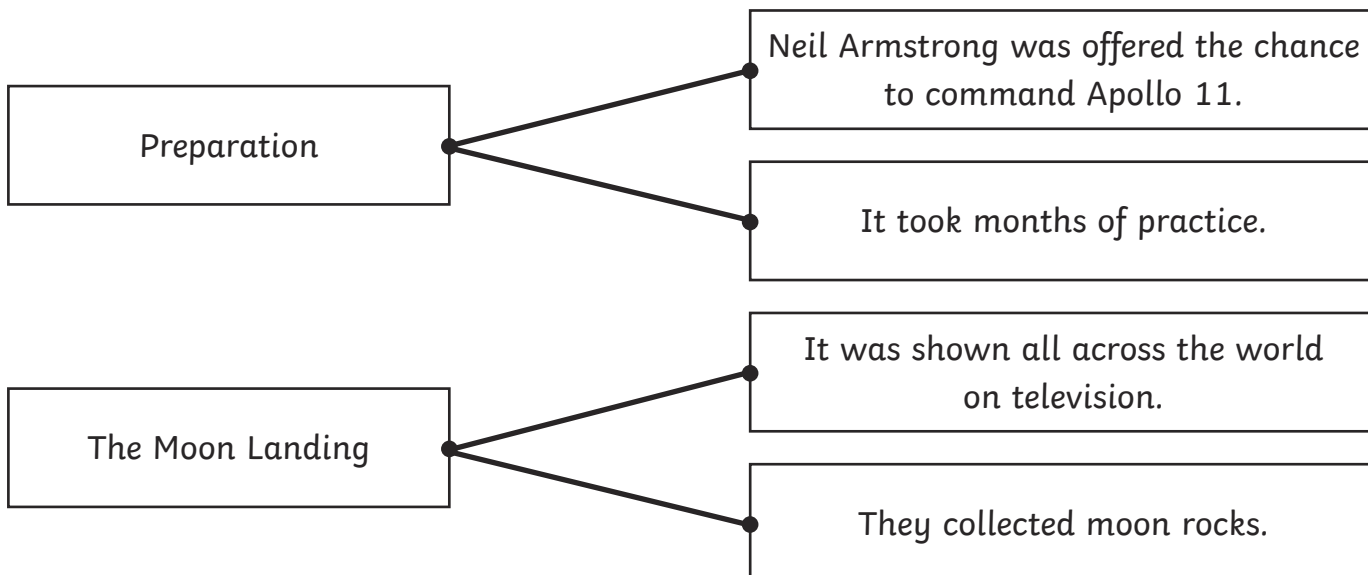 Preparation
Neil Armstrong was offered the chance
to command Apollo 11.
It took months of practice.
The Moon Landing
It was shown all across the world
on television.
They collected moon rocks.